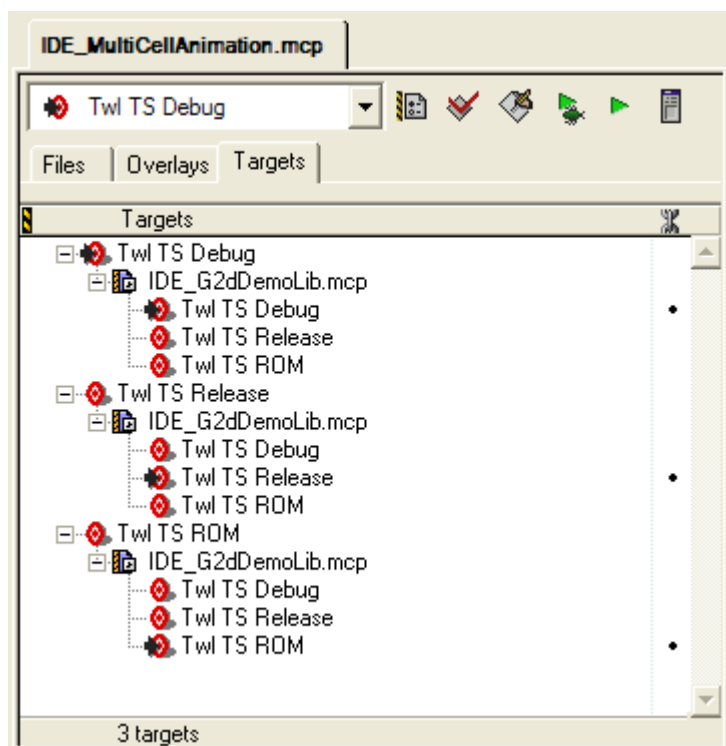 IDE_MultiCellAnimation.mcp
Twl TS Debug
Files Overlays Targets
Targets
Twl TS Debug
IDE_G2dDemoLib.mcp
Twl TS Debug
Twl TS Release
Twl TS ROM
Twl TS Release
IDE_G2dDemoLib.mcp
Twl TS Debug
Twl TS Release
Twl TS ROM
Twl TS ROM
IDE_G2dDemoLib.mcp
Twl TS Debug
Twl TS Release
Twl TS ROM
3 targets